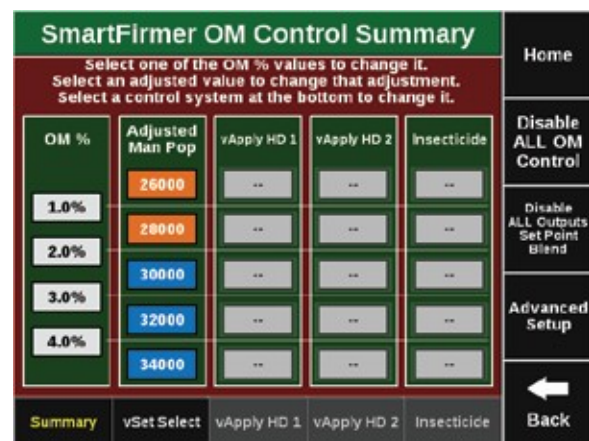 SmartFirmer OM Control Summary
Select one of the OM % values to change it.
Select an adjusted value to change that adjustment.
Select a control system at the bottom to change it.
OM %
Adjusted
Man Pop
vApply HD 1
vApply HD 2
Insecticide
26000 -- -- --
1.0%
28000 -- -- --
2.0%
30000 -- -- --
3.0%
32000 -- -- --
4.0%
34000 -- -- --
Summary
vSet Select
vApply HD 1
vApply HD 2
Insecticide
Home
Disable
ALL OM
Control
Disable
ALL Outputs
Set Point
Blend
Advanced
Setup
Back